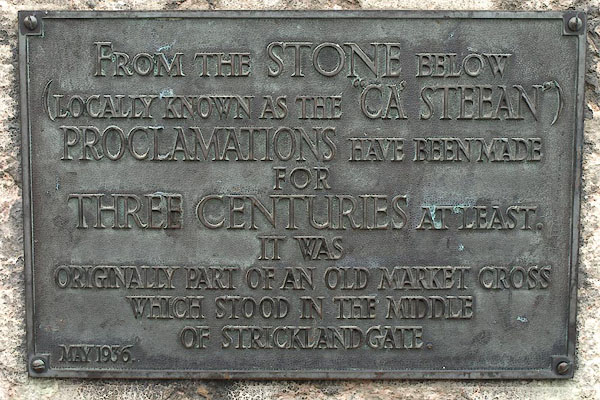 FROM THE STONE BELOW
(LOCALLY KNOWN AS THE "CA' STEEAN")
PROCLAMATIONS HAVE BEEN MADE
FOR
THREE CENTURIES AT LEAST.
IT WAS
ORIGINALLY PART OF AN OLD MARKET CROSS
WHICH STOOD IN THE MIDDLE
OF STRICKLANDGATE.
MAY 1936.